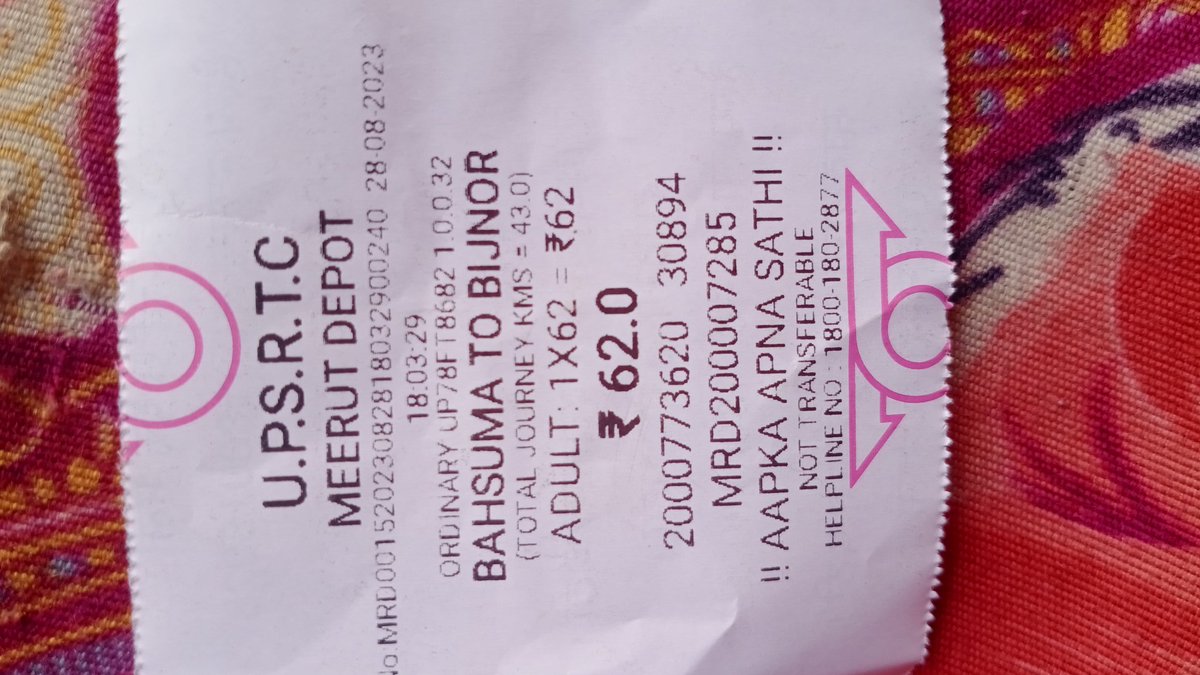 U.P.S.R.T.C
MEERUT DEPOT
No:MRD00152023082818032900240 28-08-2023
18:03:29
ORDINARY UP78FT8682 1.0.0.32
BAHSUMA TO BIJNOR
(TOTAL JOURNEY KMS = 43.0)
ADULT: 1X62 = ₹.62
₹ 62.0
2000773620 30894
MRD200007285
!! AAPKA APNA SATHI !!
NOT TRANSFERABLE
HELPLINE NO : 1800-180-2877